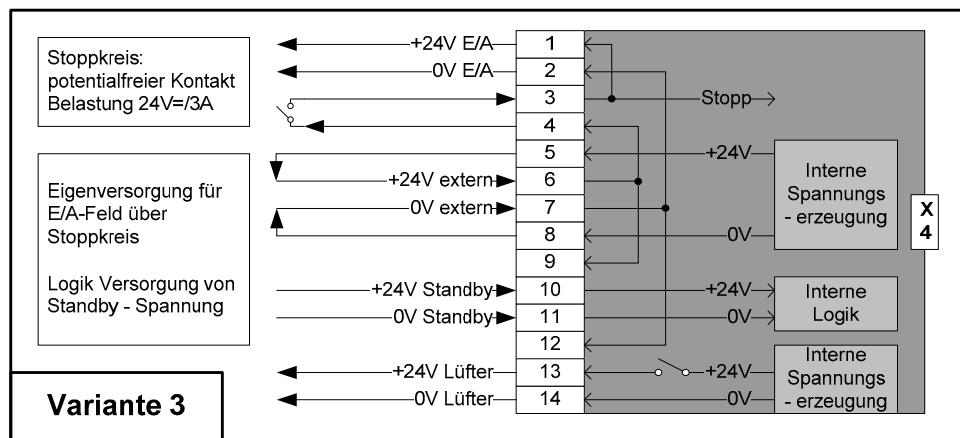 Stoppkreis:
potentialfreier Kontakt
Belastung 24V=/3A
Eigenversorgung für
E/A-Feld über
Stoppkreis
Logik Versorgung von
Standby - Spannung
Variante 3
+24V E/A
0V E/A
+24V extern
0V extern
+24V Standby
0V Standby
+24V Lüfter
0V Lüfter
1
2
3
4
5
6
7
8
9
10
11
12
13
14
Stopp
+24V
0V
+24V
0V
+24V
0V
Interne
Spannungs
- erzeugung
Interne
Logik
Interne
Spannungs
- erzeugung
X
4